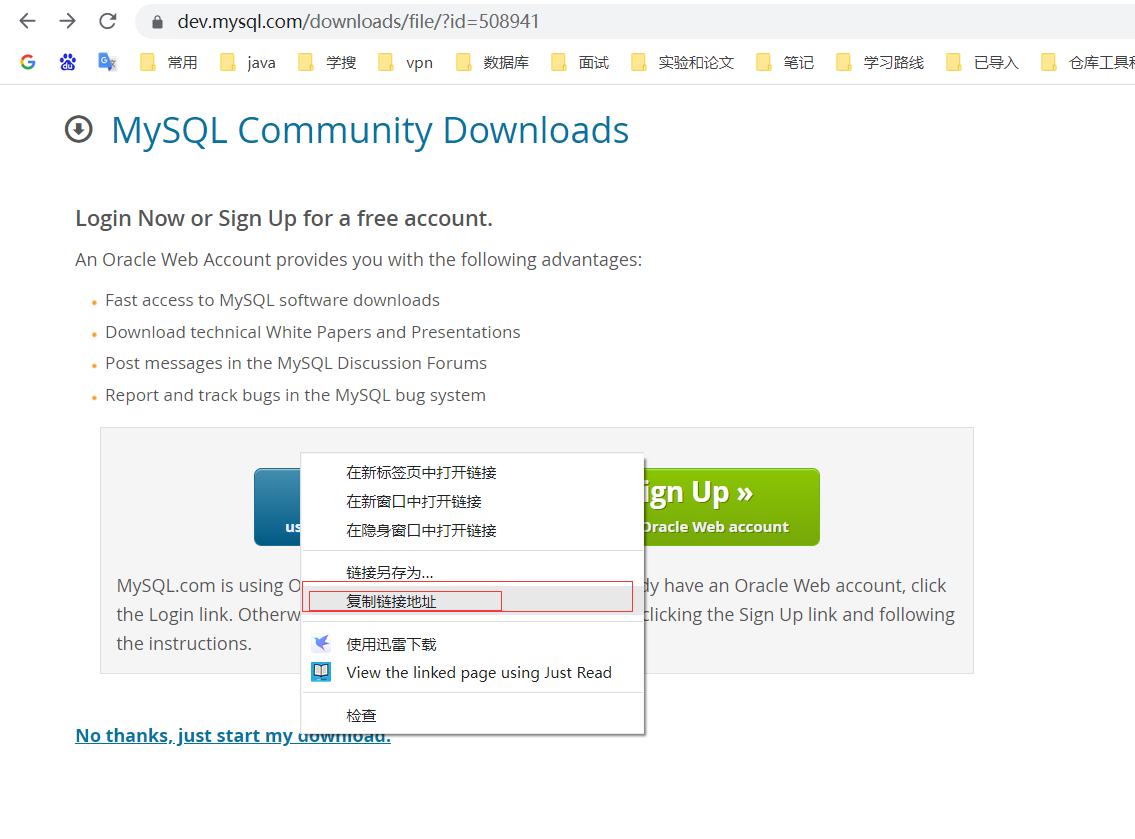 dev.mysql.com/downloads/file/?id=508941
常用 java 学搜 vpn 数据库 面试 实验和论文 笔记 学习路线 已导入 仓库工具
MySQL Community Downloads
Login Now or Sign Up for a free account.
An Oracle Web Account provides you with the following advantages:
Fast access to MySQL software downloads
Download technical White Papers and Presentations
Post messages in the MySQL Discussion Forums
Report and track bugs in the MySQL bug system
ign Up »
us
Oracle Web account
在新标签页中打开链接
在新窗口中打开链接
在隐身窗口中打开链接
链接另存为...
复制链接地址
使用迅雷下载
View the linked page using Just Read
检查
MySQL.com is using O dy have an Oracle Web account, click
the Login link. Otherw clicking the Sign Up link and following
the instructions.
No thanks, just start my download.